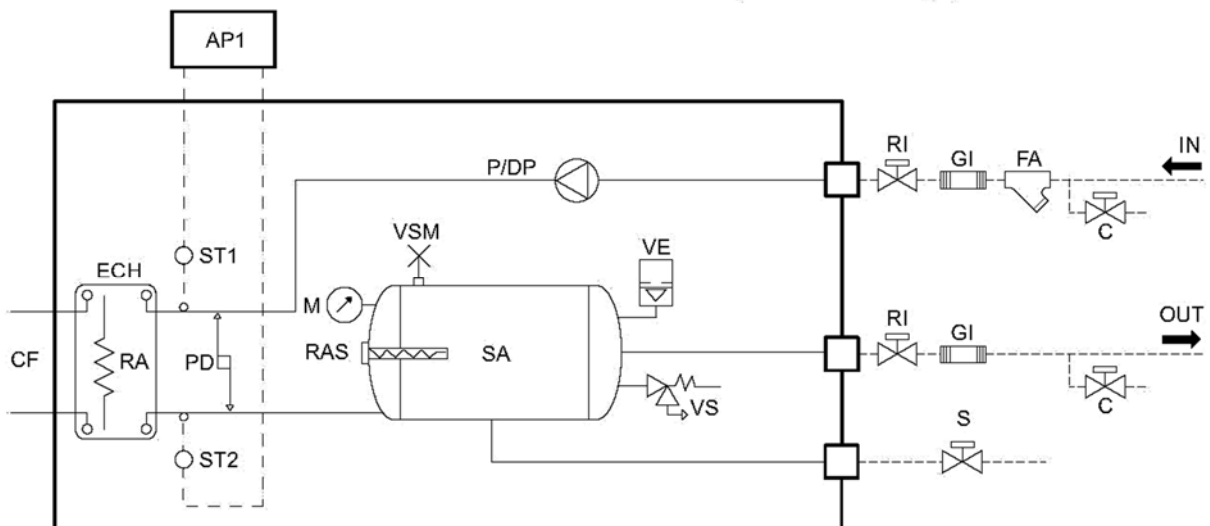 AP1
RI GI FA IN
P/DP
C
VSM
VE
ST1
ECH
M
RI GI OUT
CF RA PD RAS SA
C
VS
S
ST2